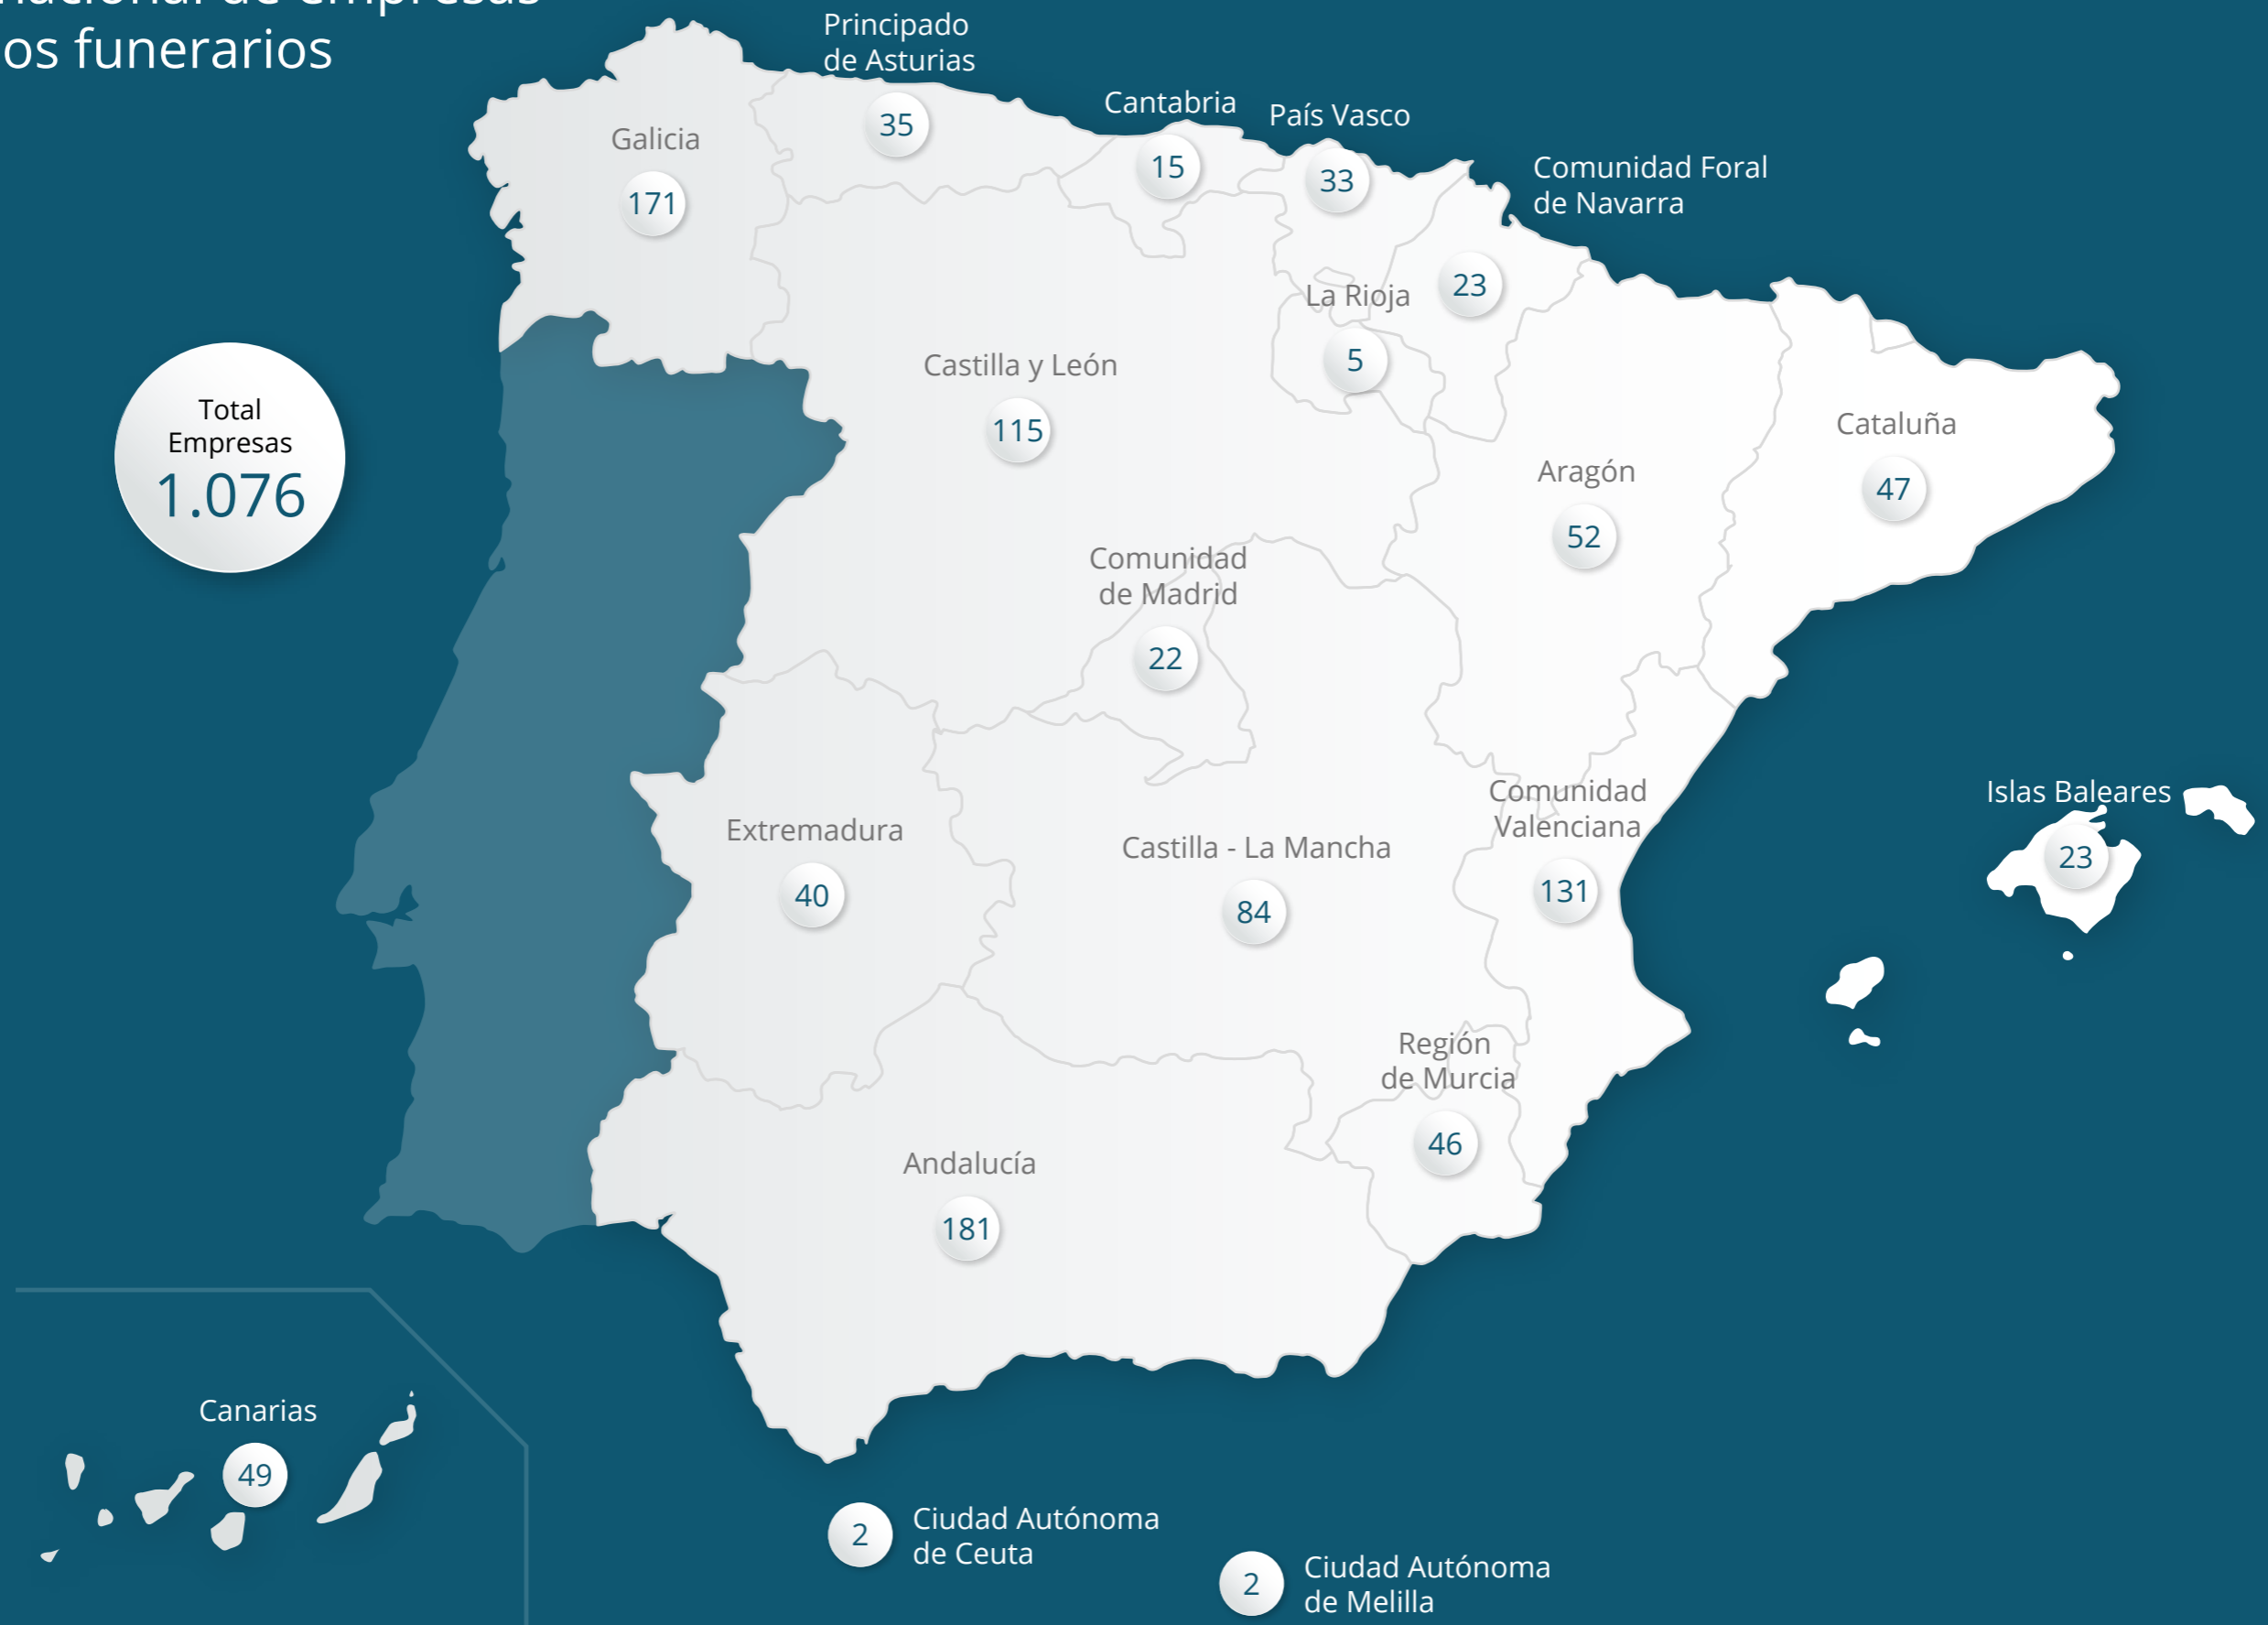 nacional de empresas
os funerarios
Principado
de Asturias
35
Cantabria
15
País Vasco
33
Comunidad Foral
de Navarra
23
Galicia
171
La Rioja
5
Castilla y León
115
Total
Empresas
1.076
Cataluña
47
Aragón
52
Comunidad
de Madrid
22
Comunidad
Valenciana
131
Islas Baleares
23
Extremadura
40
Castilla - La Mancha
84
Región
de Murcia
46
Andalucía
181
Canarias
49
2
Ciudad Autónoma
de Ceuta
2
Ciudad Autónoma
de Melilla